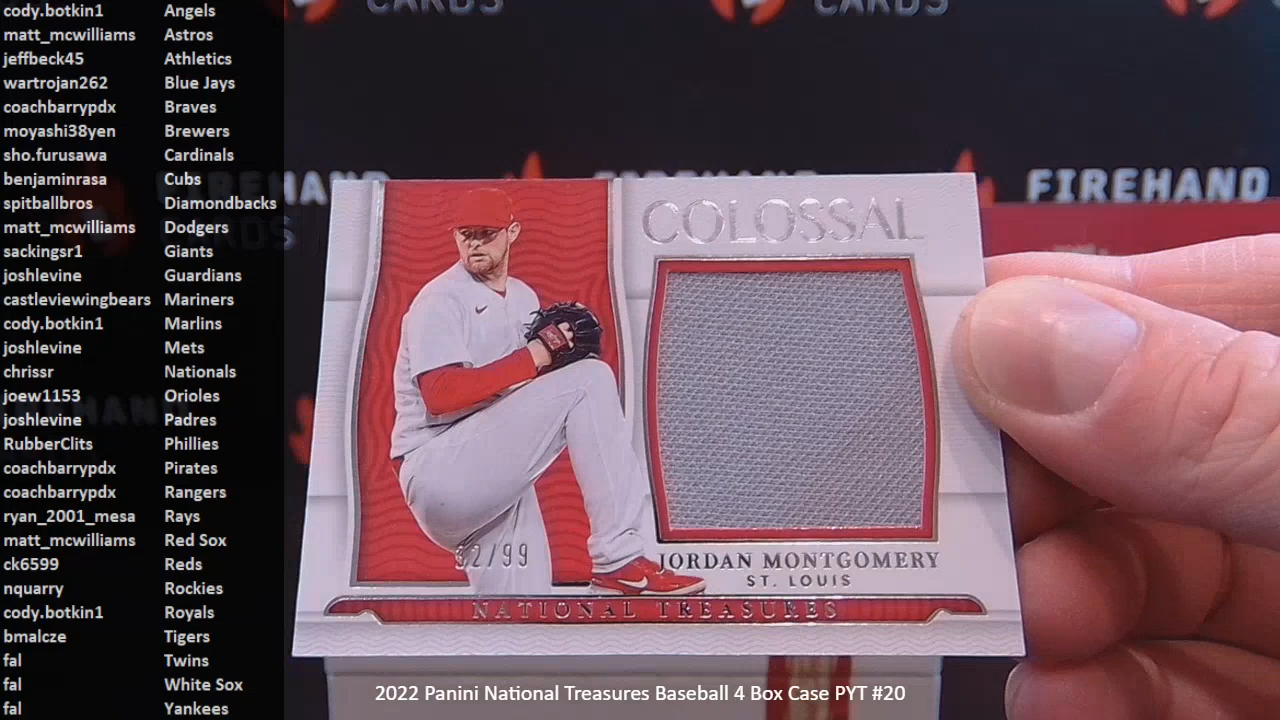 cody.botkin1 Angels
matt_mcwilliams Astros
jeffbeck45 Athletics
wartrojan262 Blue Jays
coachbarrypdx Braves
moyashi38yen Brewers
sho.furusawa Cardinals
benjaminrasa Cubs
spitballbros Diamondbacks
matt_mcwilliams Dodgers
sackingsr1 Giants
joshlevine Guardians
castleviewingbears Mariners
cody.botkin1 Marlins
joshlevine Mets
chrissr Nationals
joew1153 Orioles
joshlevine Padres
RubberClits Phillies
coachbarrypdx Pirates
coachbarrypdx Rangers
ryan_2001_mesa Rays
matt_mcwilliams Red Sox
ck6599 Reds
nquarry Rockies
cody.botkin1 Royals
bmalcze Tigers
fal Twins
fal White Sox
fal Yankees
CARDS
CARDS
FIREHAND
CARDS
COLOSSAL
JORDAN MONTGOMERY
ST. LOUIS
NATIONAL TREASURES
2022 Panini National Treasures Baseball 4 Box Case PYT #20